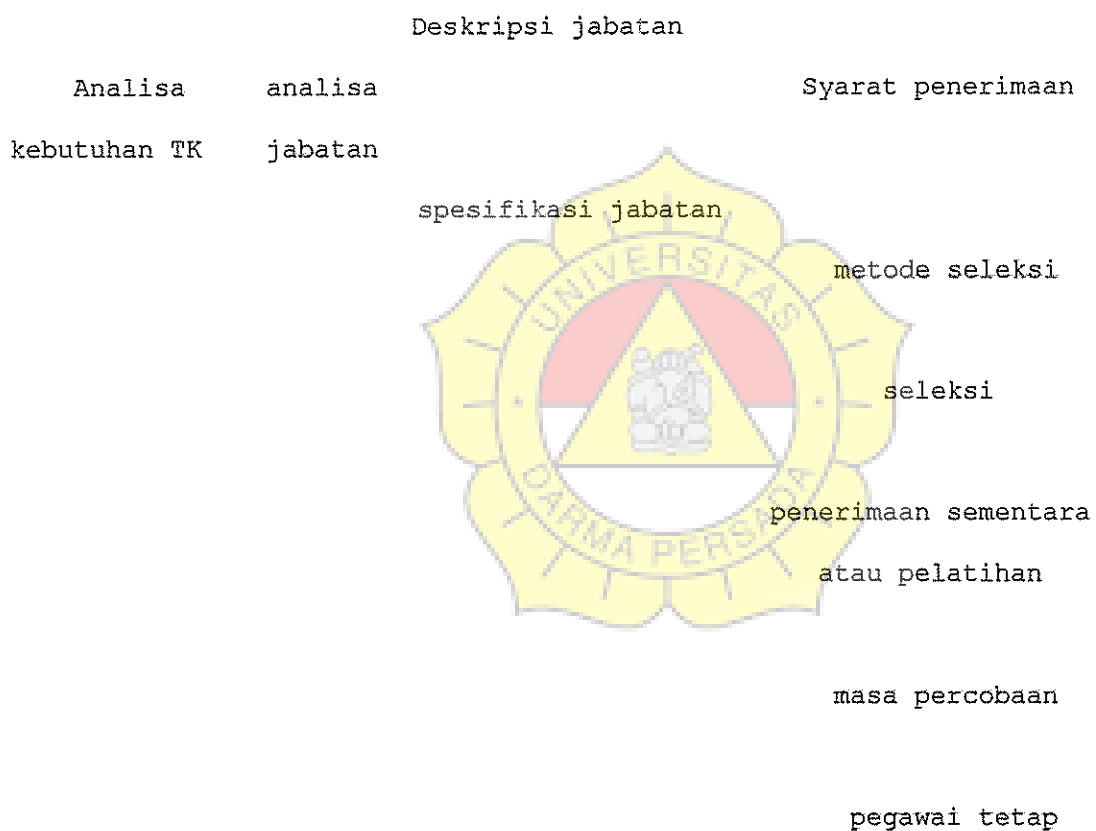 Deskripsi jabatan
Analisa analisa Syarat penerimaan
kebutuhan TK jabatan
spesifikasi jabatan
metode seleksi
seleksi
penerimaan sementara
atau pelatihan
masa percobaan
pegawai tetap
UNIVERSITAS
DARMA PERSADA